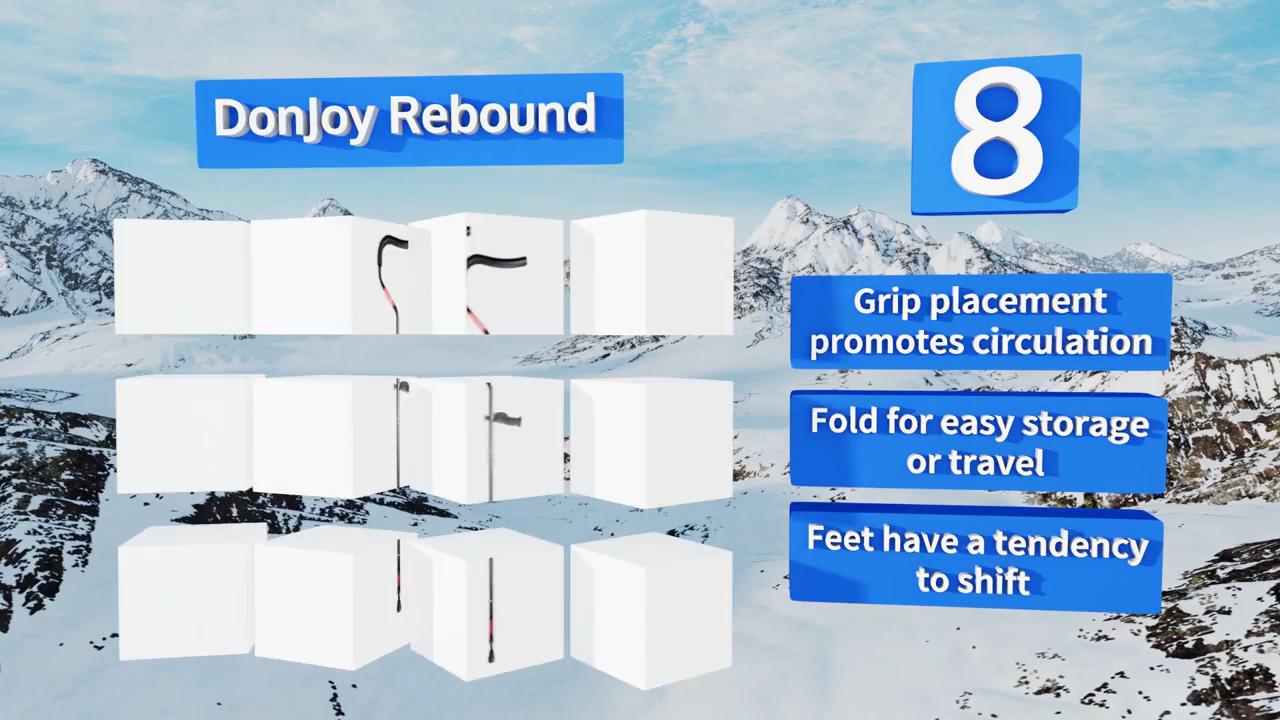 DonJoy Rebound
8
Grip placement
promotes circulation
Fold for easy storage
or travel
Feet have a tendency
to shift